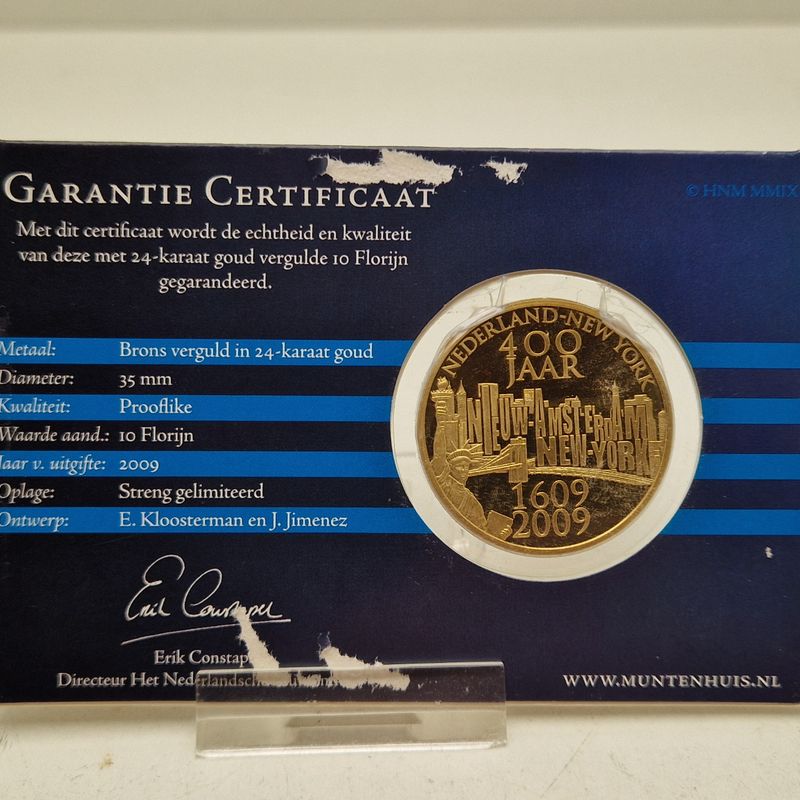 GARANTIE CERTIFICAAT
© HNM MMIX
Met dit certificaat wordt de echtheid en kwaliteit
van deze met 24-karaat goud vergulde 10 Florijn
gegarandeerd.
Metaal: Brons verguld in 24-karaat goud
Diameter: 35 mm
Kwaliteit: Prooflike
Waarde aand.: 10 Florijn
Jaar v. uitgifte: 2009
Oplage: Streng gelimiteerd
Ontwerp: E. Kloosterman en J. Jimenez
NEDERLAND-NEW YORK
400
JAAR
NIEUW-AMSTERDAM
NEW-YORK
1609
2009
Erik
Directeur Het
WWW.MUNTENHUIS.NL